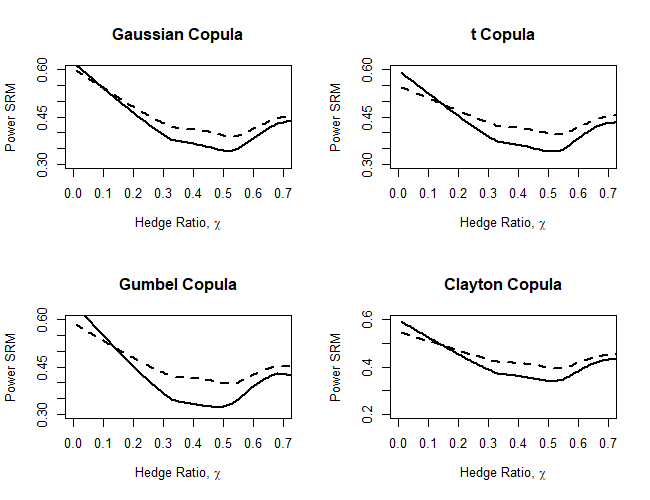 Gaussian Copula
Power SRM
0.30 0.45 0.60
0.0 0.1 0.2 0.3 0.4 0.5 0.6 0.7
Hedge Ratio, χ
t Copula
Power SRM
0.30 0.45 0.60
0.0 0.1 0.2 0.3 0.4 0.5 0.6 0.7
Hedge Ratio, χ
Gumbel Copula
Power SRM
0.30 0.45 0.60
0.0 0.1 0.2 0.3 0.4 0.5 0.6 0.7
Hedge Ratio, χ
Clayton Copula
Power SRM
0.2 0.4 0.6
0.0 0.1 0.2 0.3 0.4 0.5 0.6 0.7
Hedge Ratio, χ